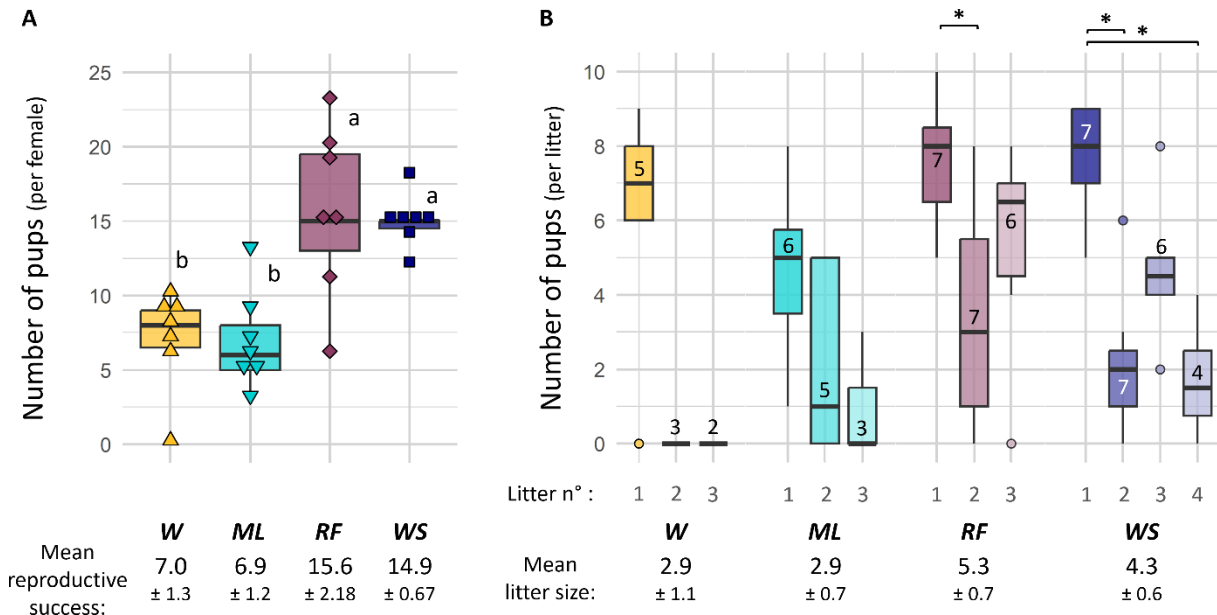 A
Number of pups (per female)
25
20
15
10
5
0
b
b
a
a
W ML RF WS
Mean reproductive success:
7.0 6.9 15.6 14.9
± 1.3 ± 1.2 ± 2.18 ± 0.67
B
* * *
Number of pups (per litter)
10
8
6
4
2
0
5 3 2
6 5 3
7 7 6
7 7 6 4
Litter n° : 1 2 3 1 2 3 1 2 3 1 2 3 4
W ML RF WS
Mean litter size:
2.9 2.9 5.3 4.3
± 1.1 ± 0.7 ± 0.7 ± 0.6